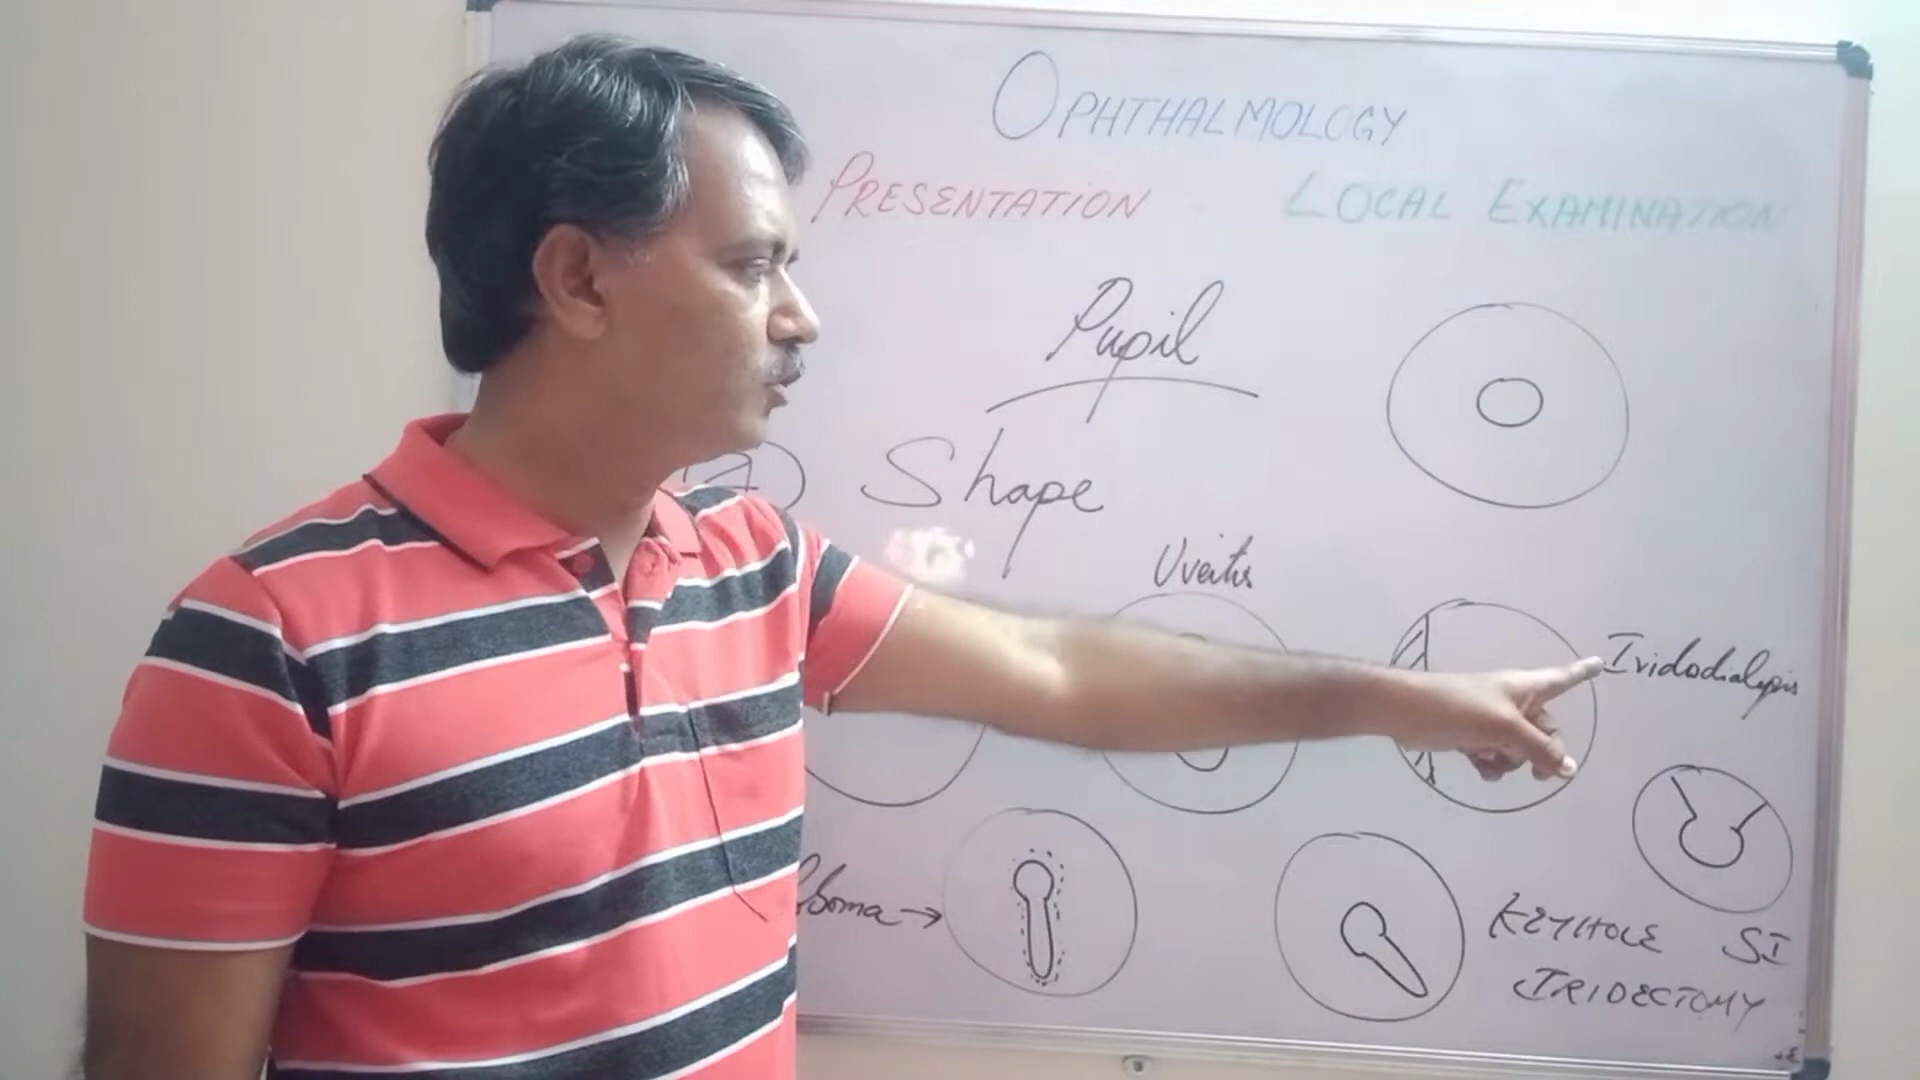 OPHTHALMOLOGY
PRESENTATION LOCAL EXAMINATION
Pupil
Shape
Uveitis
Iridodialysis
KEYHOLE SI
IRIDECTOMY